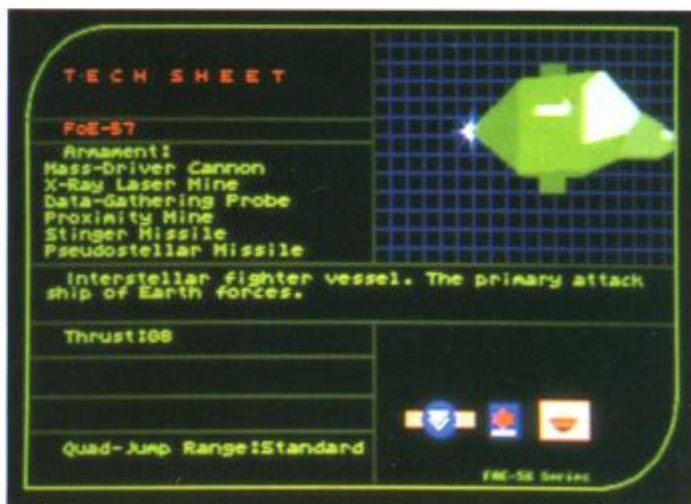 TECH SHEET
FoE-57
Armament:
Mass-Driver Cannon
X-Ray Laser Mine
Data-Gathering Probe
Proximity Mine
Stinger Missile
Pseudostellar Missile
Interstellar fighter vessel. The primary attack
ship of Earth forces.
Thrust:08
Quad-Jump Range:Standard